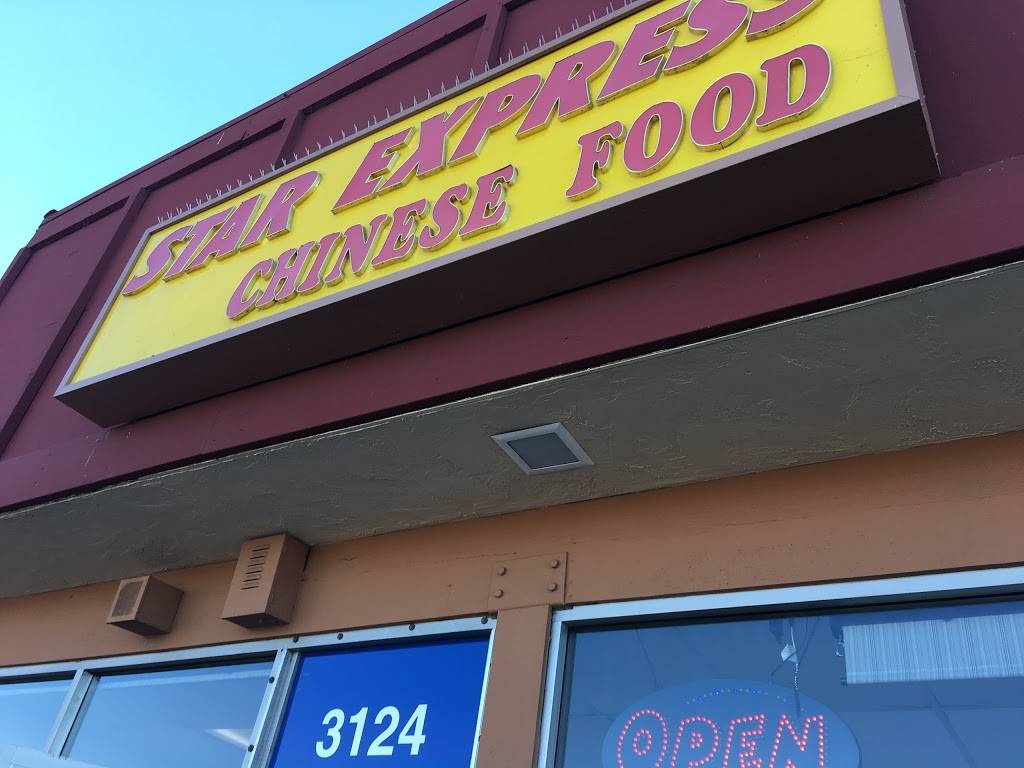 STAR EXPRESS
CHINESE FOOD
3124
OPEN